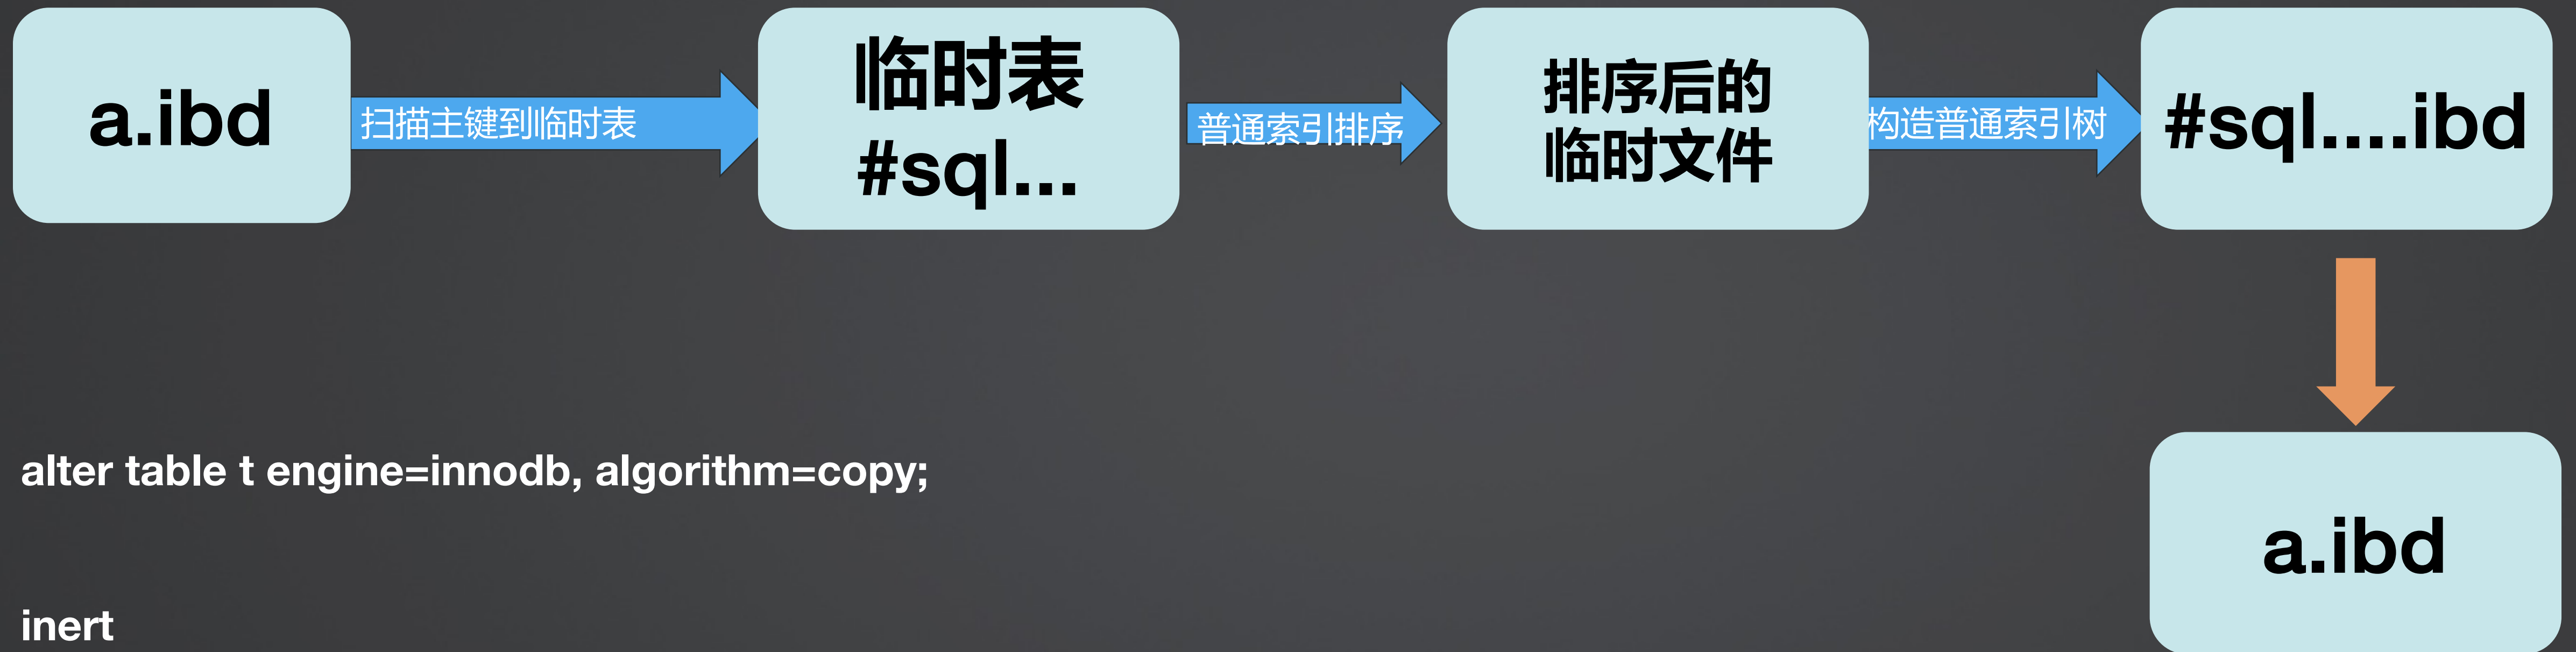 a.ibd
扫描主键到临时表
临时表
#sql...
普通索引排序
排序后的
临时文件
构造普通索引树
#sql....ibd
alter table t engine=innodb, algorithm=copy;
a.ibd
inert